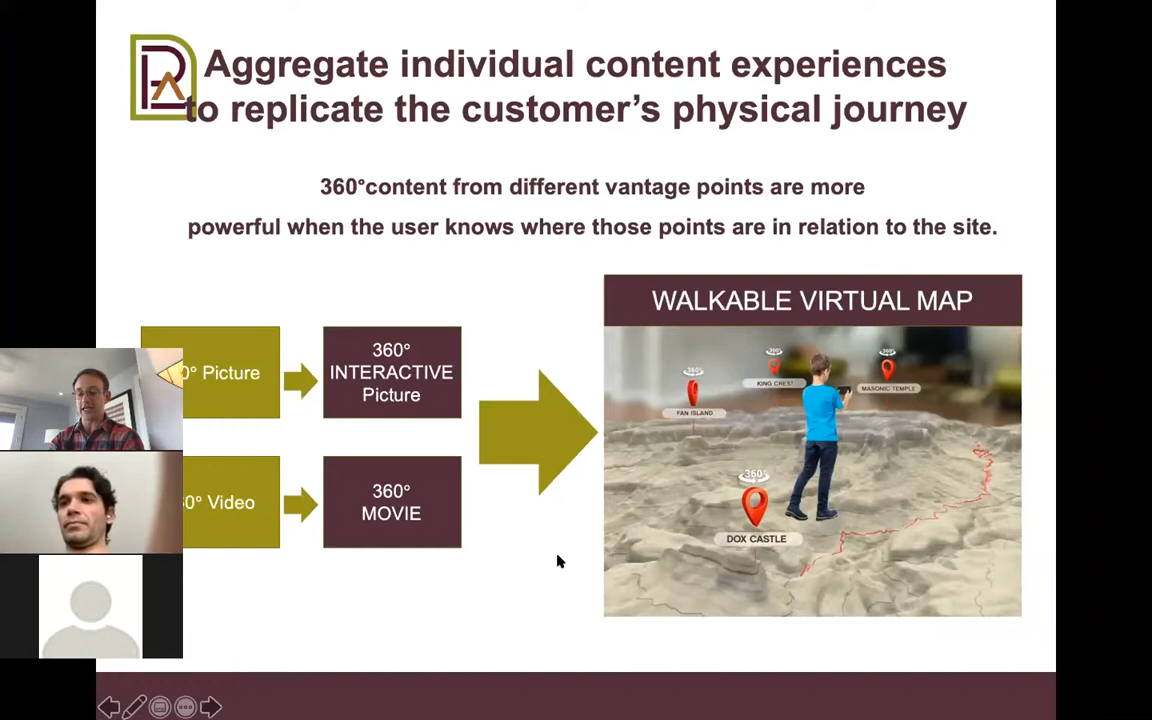 Aggregate individual content experiences
to replicate the customer's physical journey
360°content from different vantage points are more
powerful when the user knows where those points are in relation to the site.
WALKABLE VIRTUAL MAP
0° Picture
360°
INTERACTIVE
Picture
0° Video
360°
MOVIE
360°
FAN ISLAND
360°
KING CREST
360°
MASONIC TEMPLE
360°
DOX CASTLE